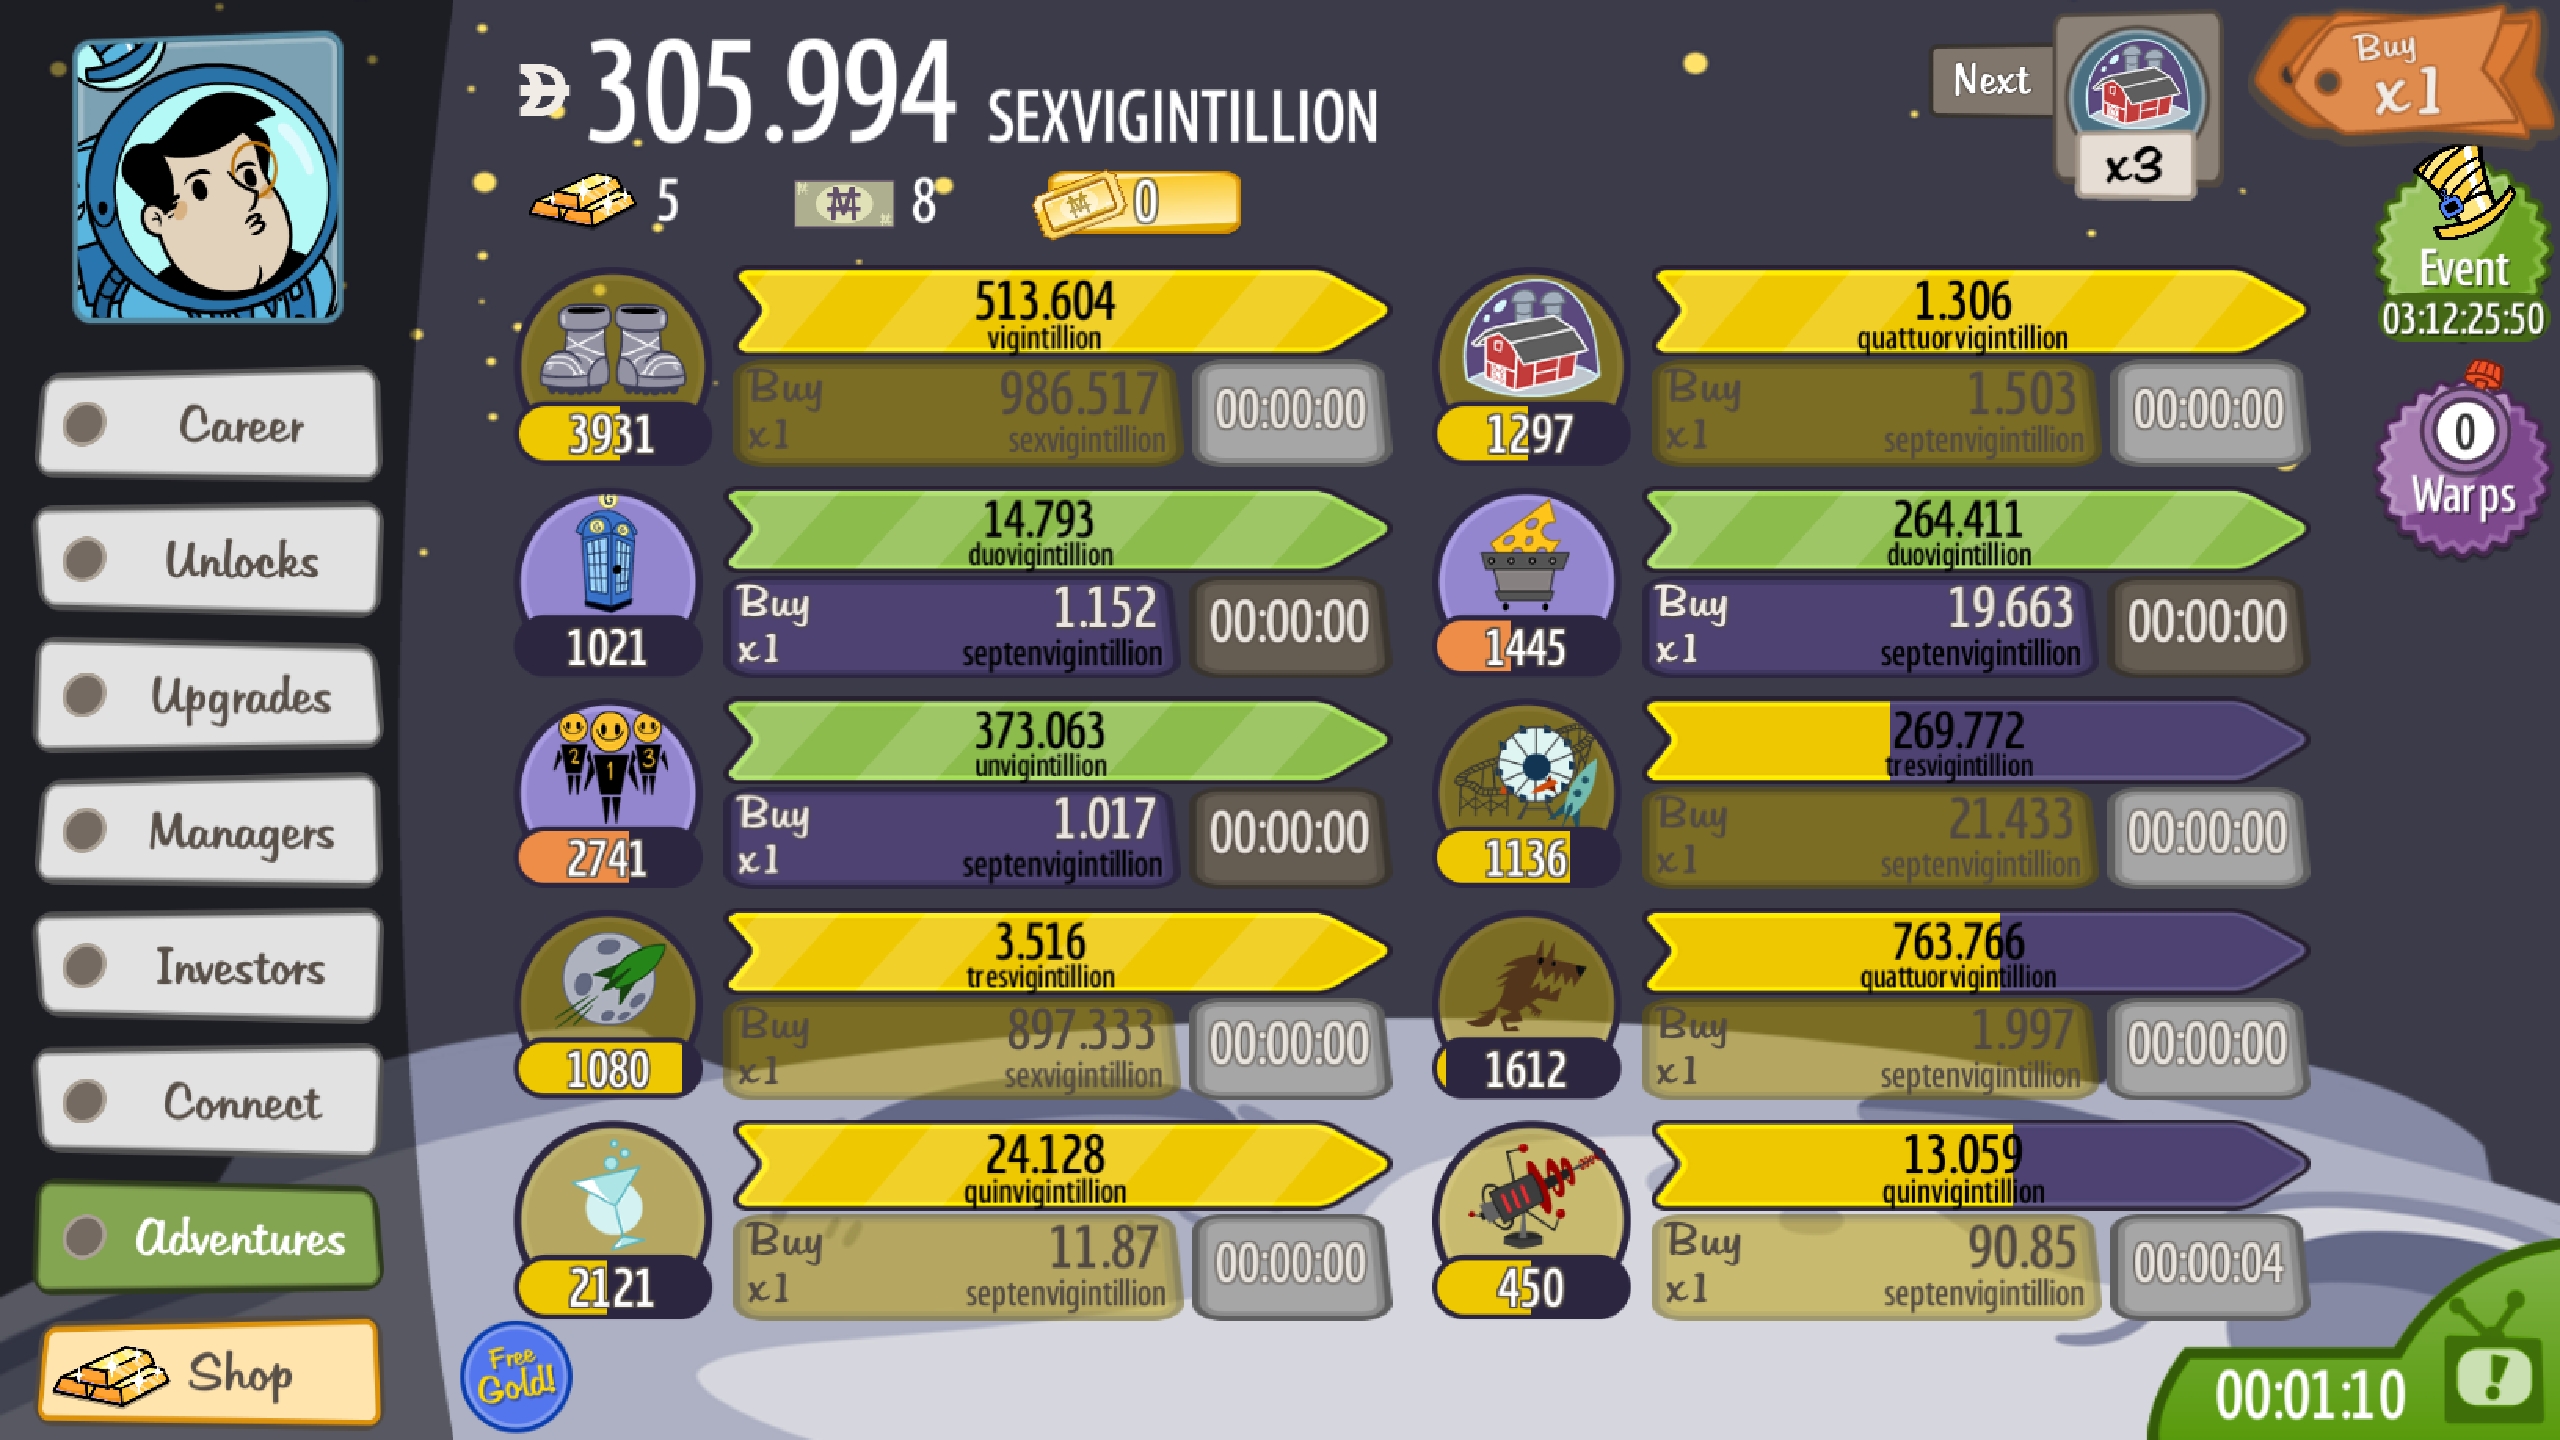 305.994 SEXVIGINTILLION
Next
x3
Buy
x1
5
8
0
Event
03:12:25:50
0
Warps
Career
Unlocks
Upgrades
Managers
Investors
Connect
Adventures
Shop
513.604
vigintillion
3931
Buy
x1
986.517
sexvigintillion
00:00:00
1.306
quattuorvigintillion
1297
Buy
x1
1.503
septenvigintillion
00:00:00
G
14.793
duovigintillion
1021
Buy
x1
1.152
septenvigintillion
00:00:00
264.411
duovigintillion
1445
Buy
x1
19.663
septenvigintillion
00:00:00
2 1 3
373.063
unvigintillion
2741
Buy
x1
1.017
septenvigintillion
00:00:00
269.772
tresvigintillion
1136
Buy
x1
21.433
septenvigintillion
00:00:00
3.516
tresvigintillion
1080
Buy
x1
897.333
sexvigintillion
00:00:00
763.766
quattuorvigintillion
1612
Buy
x1
1.997
septenvigintillion
00:00:00
24.128
quinvigintillion
2121
Buy
x1
11.87
septenvigintillion
00:00:00
13.059
quinvigintillion
450
Buy
x1
90.85
septenvigintillion
00:00:04
Free
Gold!
00:01:10
!